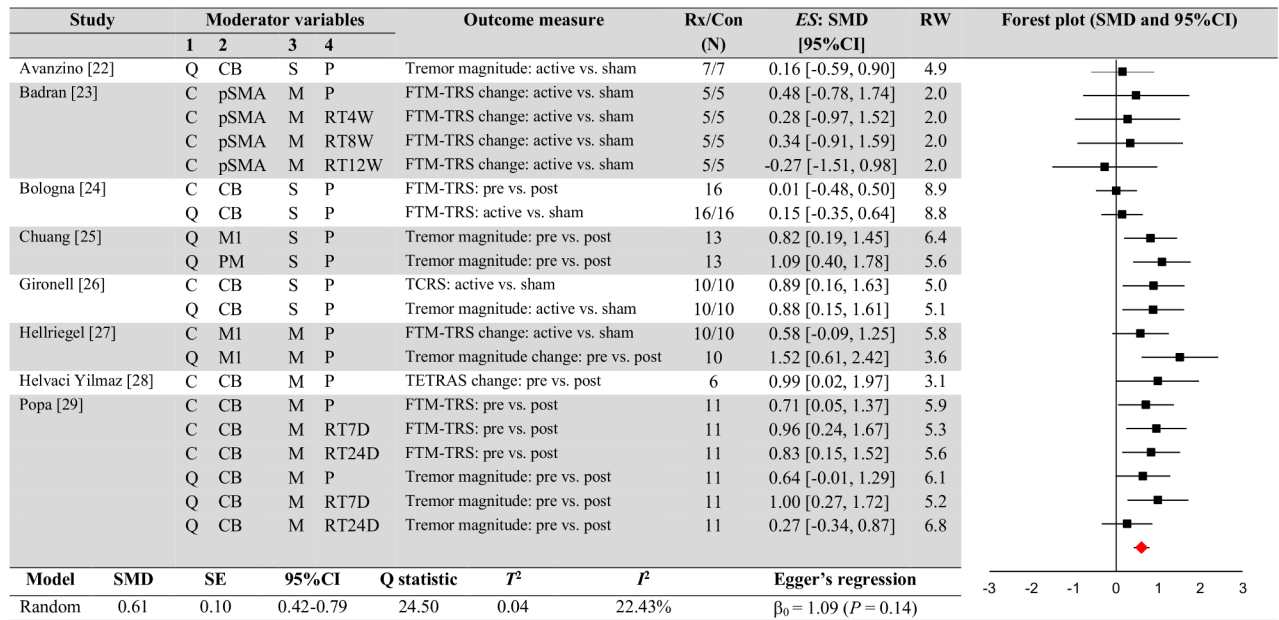 Study Moderator variables Outcome measure Rx/Con ES: SMD RW Forest plot (SMD and 95%CI)
1 2 3 4 (N) [95%CI]
Avanzino [22] Q CB S P Tremor magnitude: active vs. sham 7/7 0.16 [-0.59, 0.90] 4.9
Badran [23] C pSMA M P FTM-TRS change: active vs. sham 5/5 0.48 [-0.78, 1.74] 2.0
C pSMA M RT4W FTM-TRS change: active vs. sham 5/5 0.28 [-0.97, 1.52] 2.0
C pSMA M RT8W FTM-TRS change: active vs. sham 5/5 0.34 [-0.91, 1.59] 2.0
C pSMA M RT12W FTM-TRS change: active vs. sham 5/5 -0.27 [-1.51, 0.98] 2.0
Bologna [24] C CB S P FTM-TRS: pre vs. post 16 0.01 [-0.48, 0.50] 8.9
Q CB S P FTM-TRS: active vs. sham 16/16 0.15 [-0.35, 0.64] 8.8
Chuang [25] Q M1 S P Tremor magnitude: pre vs. post 13 0.82 [0.19, 1.45] 6.4
Q PM S P Tremor magnitude: pre vs. post 13 1.09 [0.40, 1.78] 5.6
Gironell [26] C CB S P TCRS: active vs. sham 10/10 0.89 [0.16, 1.63] 5.0
Q CB S P Tremor magnitude: active vs. sham 10/10 0.88 [0.15, 1.61] 5.1
Hellriegel [27] C M1 M P FTM-TRS change: active vs. sham 10/10 0.58 [-0.09, 1.25] 5.8
Q M1 M P Tremor magnitude change: pre vs. post 10 1.52 [0.61, 2.42] 3.6
Helvaci Yilmaz [28] C CB M P TETRAS change: pre vs. post 6 0.99 [0.02, 1.97] 3.1
Popa [29] C CB M P FTM-TRS: pre vs. post 11 0.71 [0.05, 1.37] 5.9
C CB M RT7D FTM-TRS: pre vs. post 11 0.96 [0.24, 1.67] 5.3
C CB M RT24D FTM-TRS: pre vs. post 11 0.83 [0.15, 1.52] 5.6
Q CB M P Tremor magnitude: pre vs. post 11 0.64 [-0.01, 1.29] 6.1
Q CB M RT7D Tremor magnitude: pre vs. post 11 1.00 [0.27, 1.72] 5.2
Q CB M RT24D Tremor magnitude: pre vs. post 11 0.27 [-0.34, 0.87] 6.8
Model SMD SE 95%CI Q statistic T² I² Egger's regression
-3 -2 -1 0 1 2 3
Random 0.61 0.10 0.42-0.79 24.50 0.04 22.43% β₀ = 1.09 (P = 0.14)